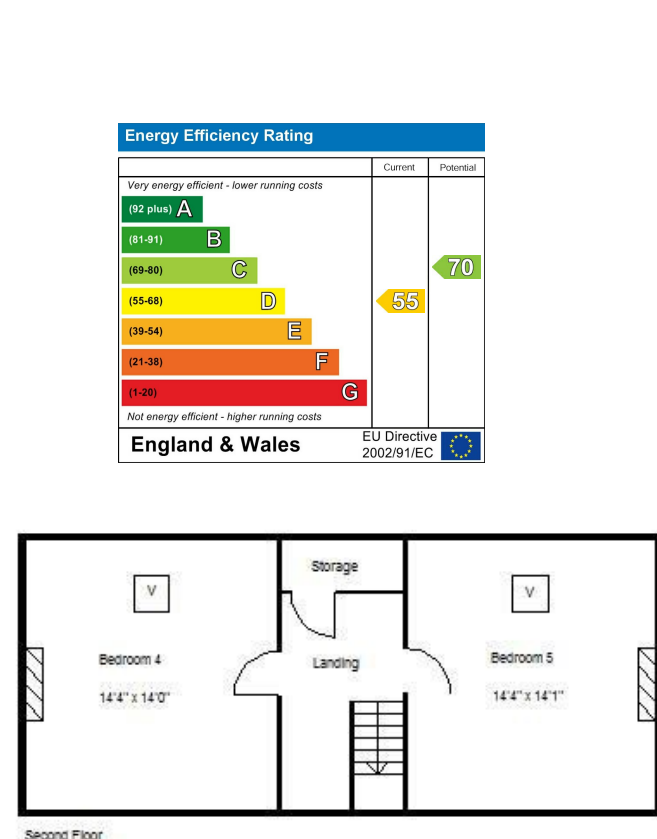 Energy Efficiency Rating
Current Potential
Very energy efficient - lower running costs
(92 plus) A
(81-91) B
(69-80) C
70
(55-68) D
55
(39-54) E
(21-38) F
(1-20) G
Not energy efficient - higher running costs
England & Wales
EU Directive
2002/91/EC
Storage
V
V
Bedroom 4
Landing
Bedroom 5
14'4" x 14'0"
14'4" x 14'1"
Second Floor